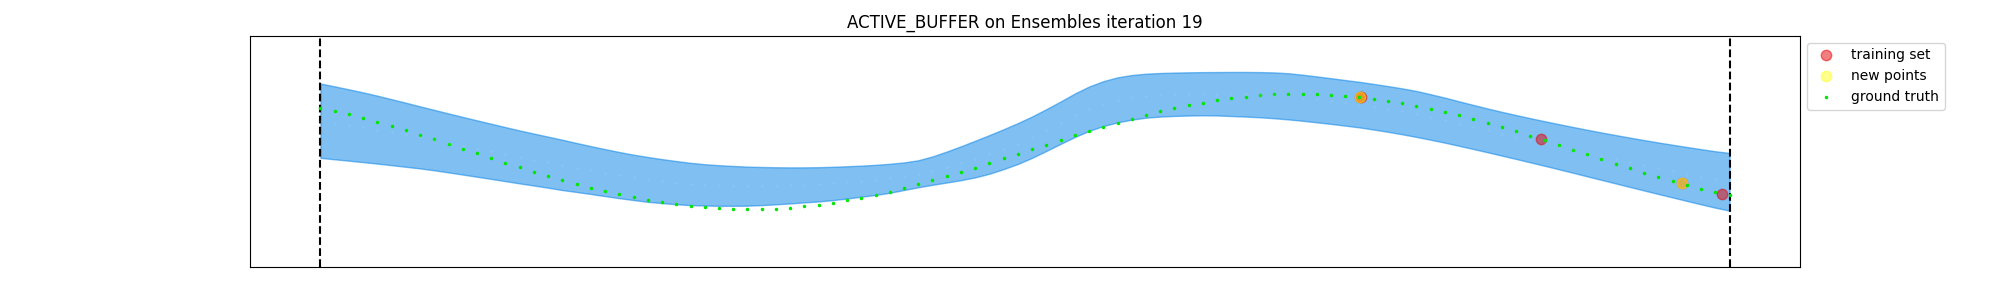 ACTIVE_BUFFER on Ensembles iteration 19
training set
new points
ground truth